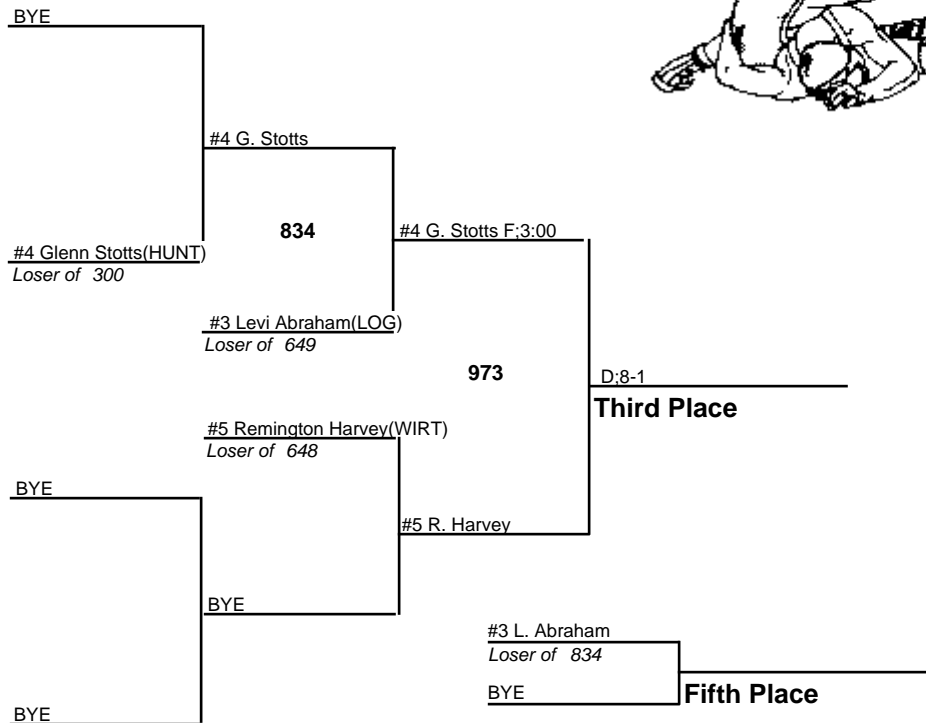 BYE
#4 G. Stotts
834
#4 G. Stotts F;3:00
#4 Glenn Stotts(HUNT)
Loser of 300
#3 Levi Abraham(LOG)
Loser of 649
973
D;8-1
Third Place
#5 Remington Harvey(WIRT)
Loser of 648
BYE
#5 R. Harvey
BYE
#3 L. Abraham
Loser of 834
BYE
Fifth Place
BYE